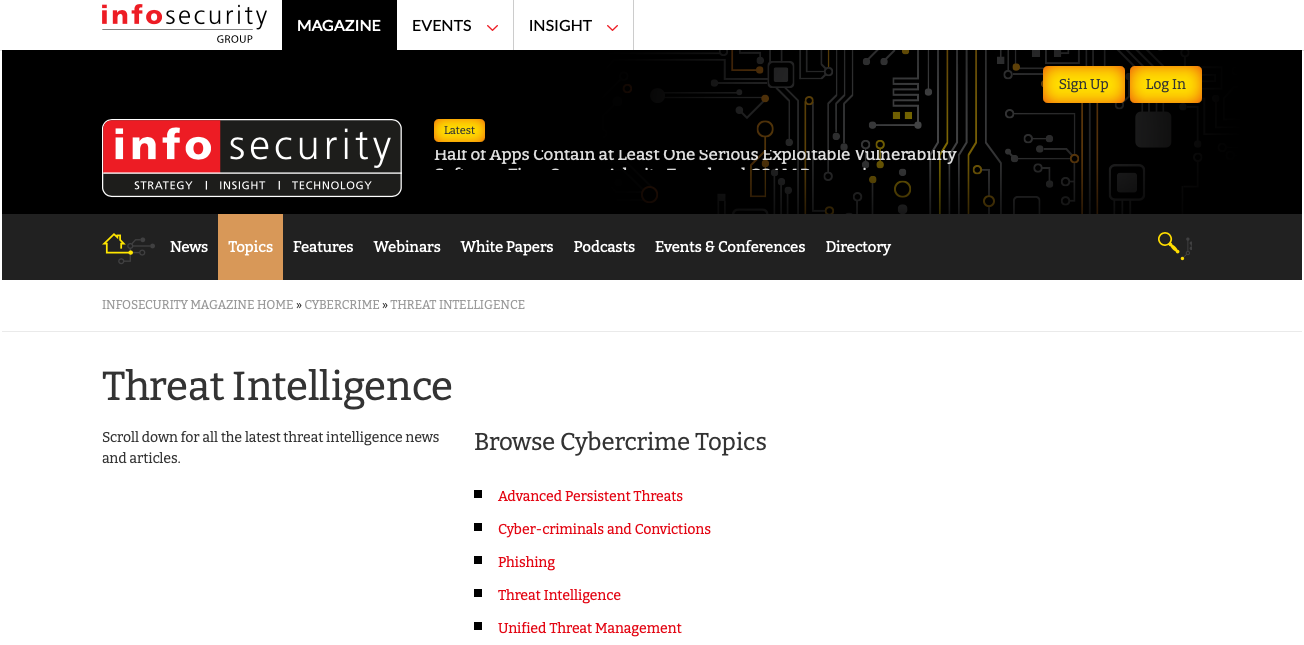 infosecurity
GROUP
MAGAZINE
EVENTS
INSIGHT
Sign Up
Log In
infosecurity
STRATEGY | INSIGHT | TECHNOLOGY
Latest
Half of Apps Contain at Least One Serious Exploitable Vulnerability
News
Topics
Features
Webinars
White Papers
Podcasts
Events & Conferences
Directory
INFOSECURITY MAGAZINE HOME » CYBERCRIME » THREAT INTELLIGENCE
Threat Intelligence
Scroll down for all the latest threat intelligence news
and articles.
Browse Cybercrime Topics
Advanced Persistent Threats
Cyber-criminals and Convictions
Phishing
Threat Intelligence
Unified Threat Management